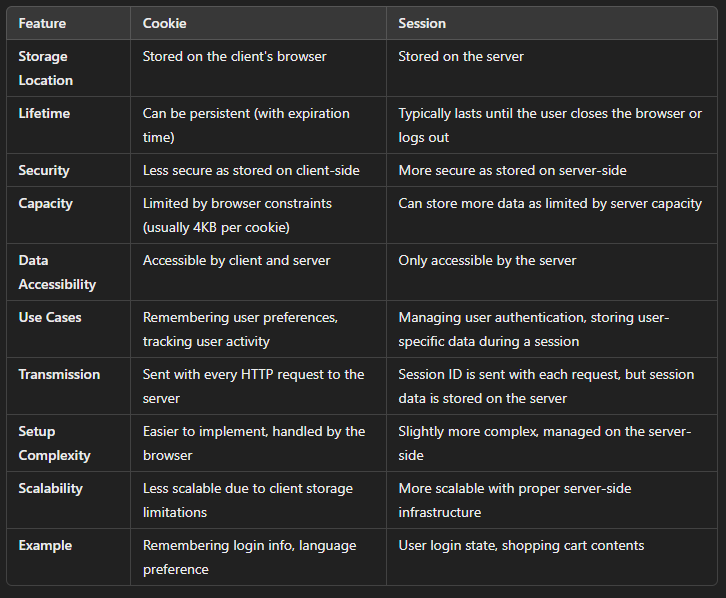 Feature Cookie Session
Storage Location Stored on the client's browser Stored on the server
Lifetime Can be persistent (with expiration time) Typically lasts until the user closes the browser or logs out
Security Less secure as stored on client-side More secure as stored on server-side
Capacity Limited by browser constraints (usually 4KB per cookie) Can store more data as limited by server capacity
Data Accessibility Accessible by client and server Only accessible by the server
Use Cases Remembering user preferences, tracking user activity Managing user authentication, storing user-specific data during a session
Transmission Sent with every HTTP request to the server Session ID is sent with each request, but session data is stored on the server
Setup Complexity Easier to implement, handled by the browser Slightly more complex, managed on the server-side
Scalability Less scalable due to client storage limitations More scalable with proper server-side infrastructure
Example Remembering login info, language preference User login state, shopping cart contents